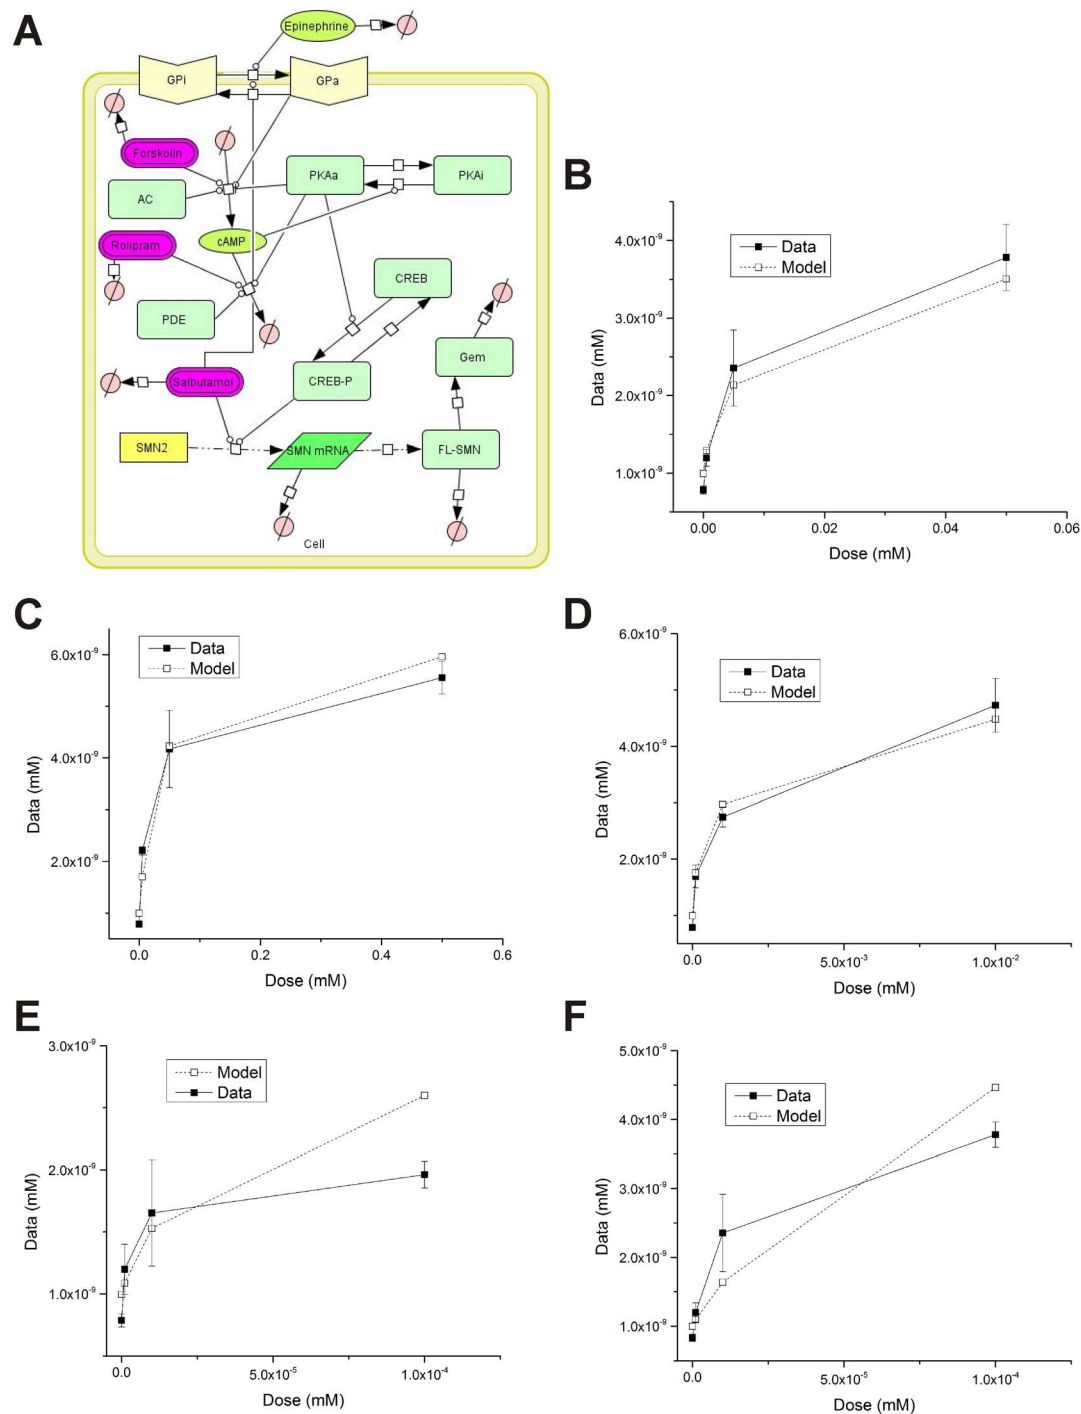 A
Epinephrine
GPi
GPa
Forskolin
AC
PKAa
PKAi
Rolipram
cAMP
CREB
PDE
Gem
Salbutamol
CREB-P
SMN2
SMN mRNA
FL-SMN
Cell
B
Data
Model
4.0x10⁻⁹
3.0x10⁻⁹
2.0x10⁻⁹
1.0x10⁻⁹
Data (mM)
0.00 0.02 0.04 0.06
Dose (mM)
C
Data
Model
6.0x10⁻⁹
4.0x10⁻⁹
2.0x10⁻⁹
Data (mM)
0.0 0.2 0.4 0.6
Dose (mM)
D
Data
Model
6.0x10⁻⁹
4.0x10⁻⁹
2.0x10⁻⁹
Data (mM)
0.0 5.0x10⁻³ 1.0x10⁻²
Dose (mM)
E
Model
Data
3.0x10⁻⁹
2.0x10⁻⁹
1.0x10⁻⁹
Data (mM)
0.0 5.0x10⁻⁵ 1.0x10⁻⁴
Dose (mM)
F
Data
Model
5.0x10⁻⁹
4.0x10⁻⁹
3.0x10⁻⁹
2.0x10⁻⁹
1.0x10⁻⁹
Data (mM)
0.0 5.0x10⁻⁵ 1.0x10⁻⁴
Dose (mM)